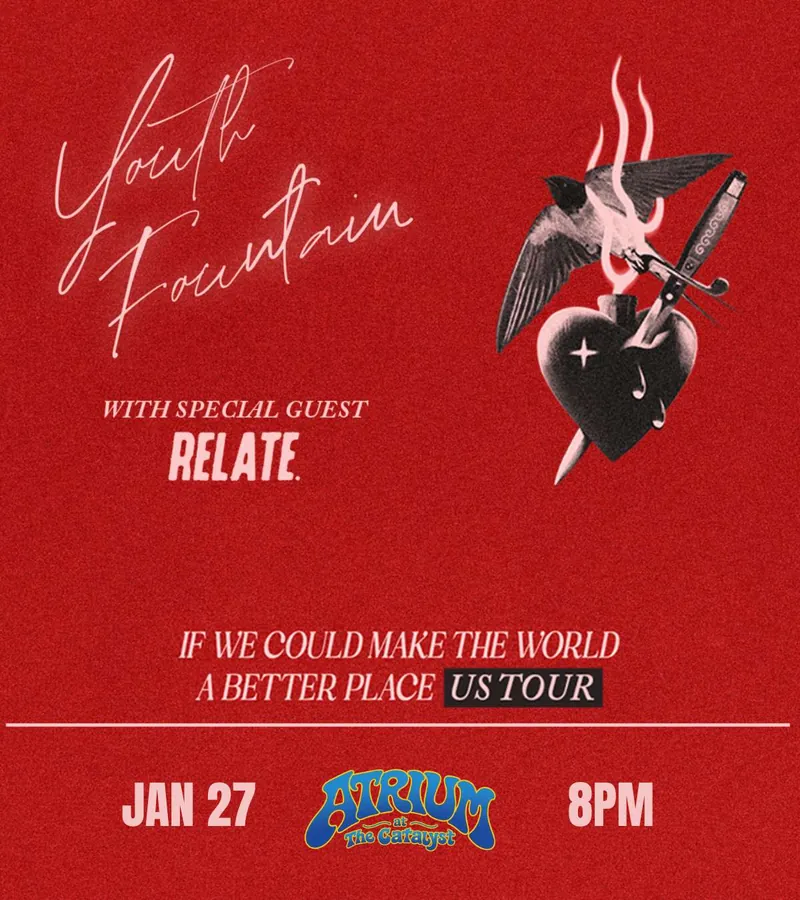 Youth
Fountain
WITH SPECIAL GUEST
RELATE.
IF WE COULD MAKE THE WORLD
A BETTER PLACE US TOUR
JAN 27
ATRIUM
at
The Catalyst
8PM